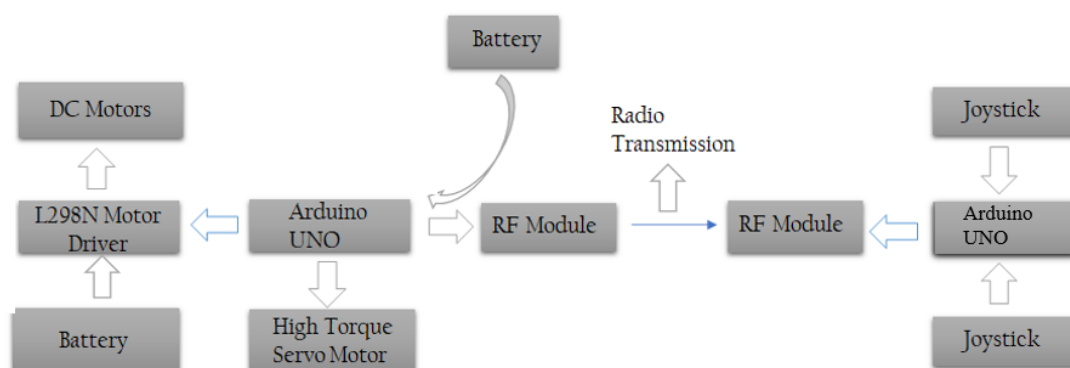 Battery
DC Motors
Radio
Transmission
Joystick
L298N Motor
Driver
Arduino
UNO
RF Module
RF Module
Arduino
UNO
Battery
High Torque
Servo Motor
Joystick